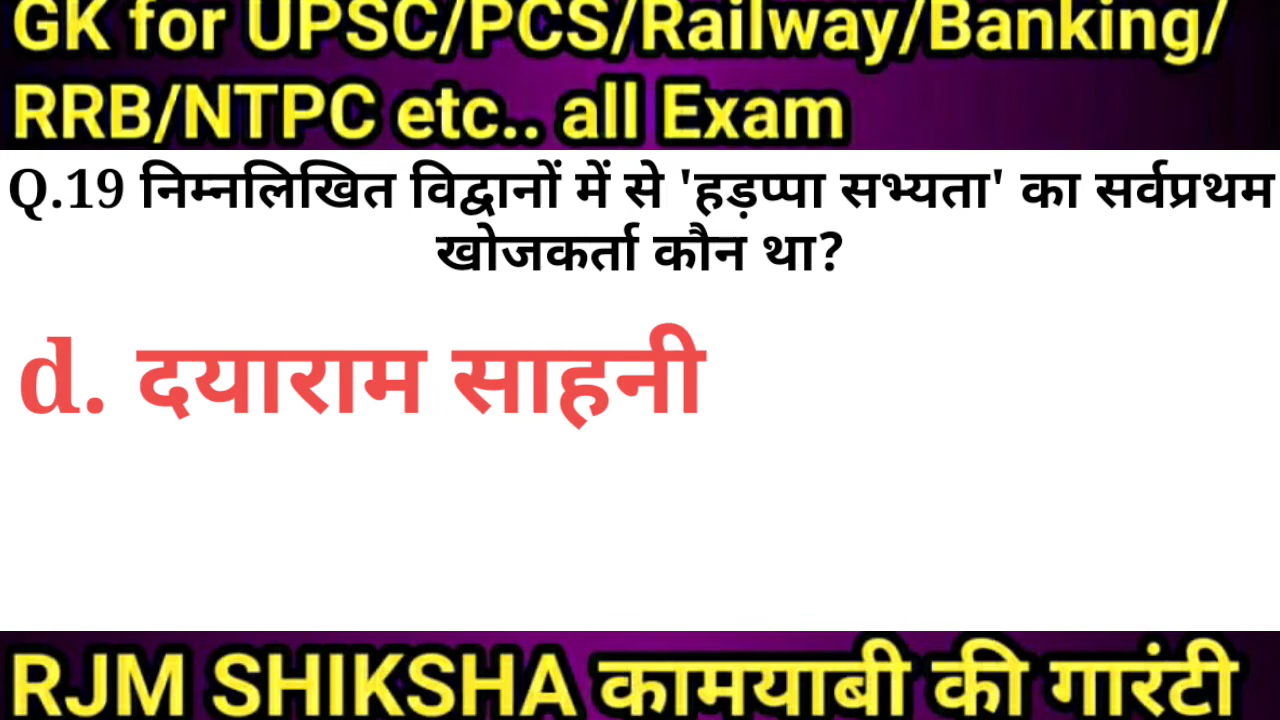 GK for UPSC/PCS/Railway/Banking/
RRB/NTPC etc.. all Exam
Q.19 निम्नलिखित विद्वानों में से 'हड़प्पा सभ्यता' का सर्वप्रथम
खोजकर्ता कौन था?
d. दयाराम साहनी
RJM SHIKSHA कामयाबी की गारंटी